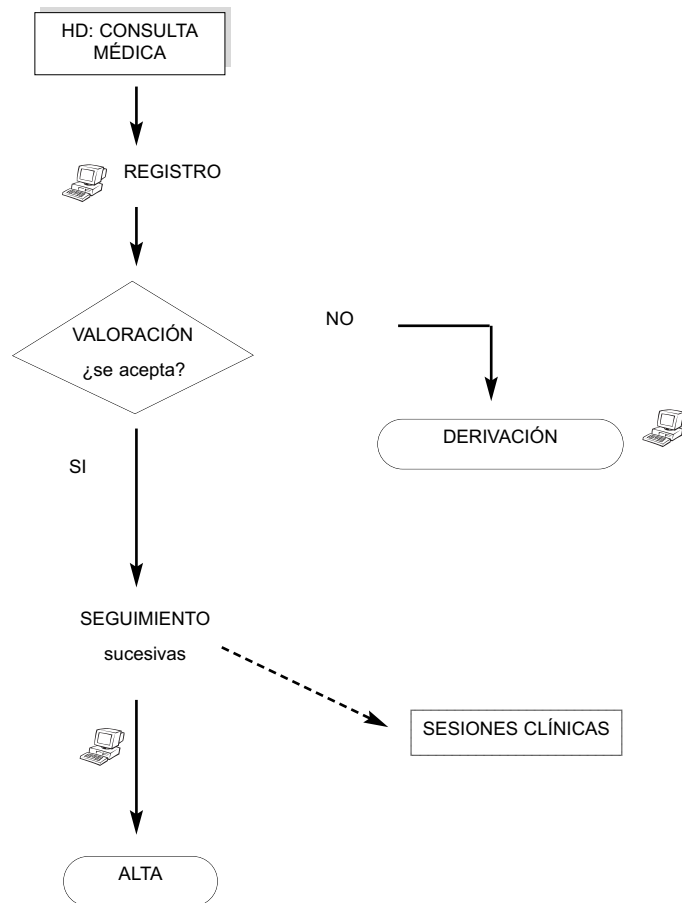 HD: CONSULTA
MÉDICA
REGISTRO
VALORACIÓN
¿se acepta?
NO
DERIVACIÓN
SI
SEGUIMIENTO
sucesivas
SESIONES CLÍNICAS
ALTA